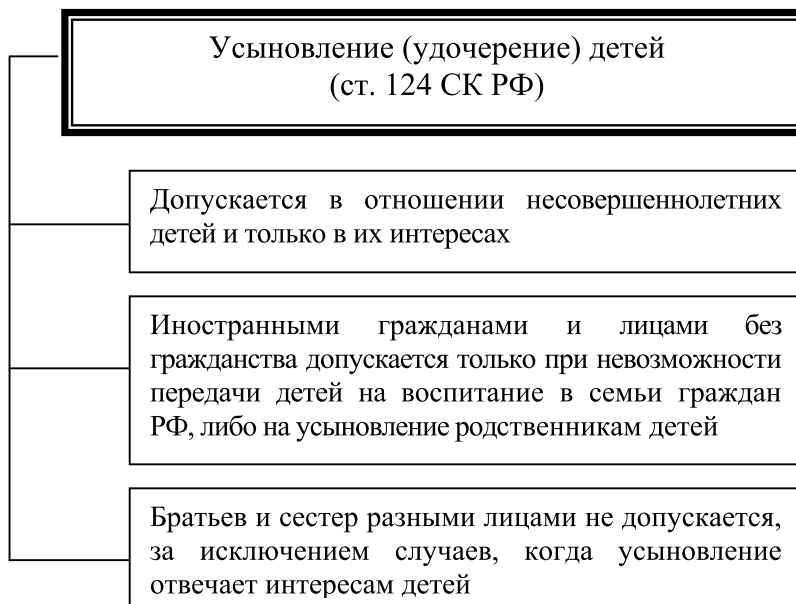 Усыновление (удочерение) детей
(ст. 124 СК РФ)
Допускается в отношении несовершеннолетних
детей и только в их интересах
Иностранными гражданами и лицами без
гражданства допускается только при невозможности
передачи детей на воспитание в семьи граждан
РФ, либо на усыновление родственникам детей
Братьев и сестер разными лицами не допускается,
за исключением случаев, когда усыновление
отвечает интересам детей